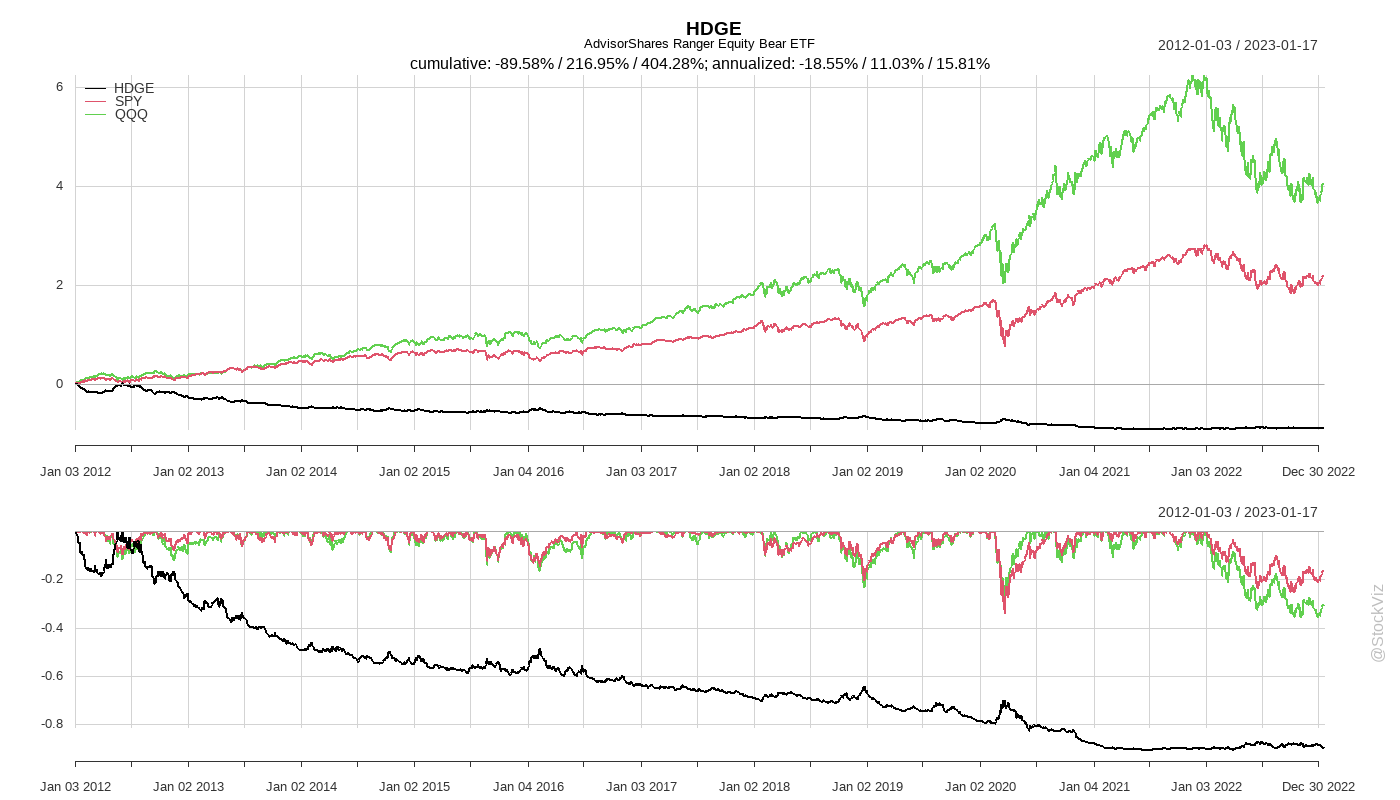 HDGE
AdvisorShares Ranger Equity Bear ETF
2012-01-03 / 2023-01-17
cumulative: -89.58% / 216.95% / 404.28%; annualized: -18.55% / 11.03% / 15.81%
HDGE
SPY
QQQ
6
4
2
0
Jan 03 2012 Jan 02 2013 Jan 02 2014 Jan 02 2015 Jan 04 2016 Jan 03 2017 Jan 02 2018 Jan 02 2019 Jan 02 2020 Jan 04 2021 Jan 03 2022 Dec 30 2022
2012-01-03 / 2023-01-17
-0.2
-0.4
-0.6
-0.8
Jan 03 2012 Jan 02 2013 Jan 02 2014 Jan 02 2015 Jan 04 2016 Jan 03 2017 Jan 02 2018 Jan 02 2019 Jan 02 2020 Jan 04 2021 Jan 03 2022 Dec 30 2022
@StockViz